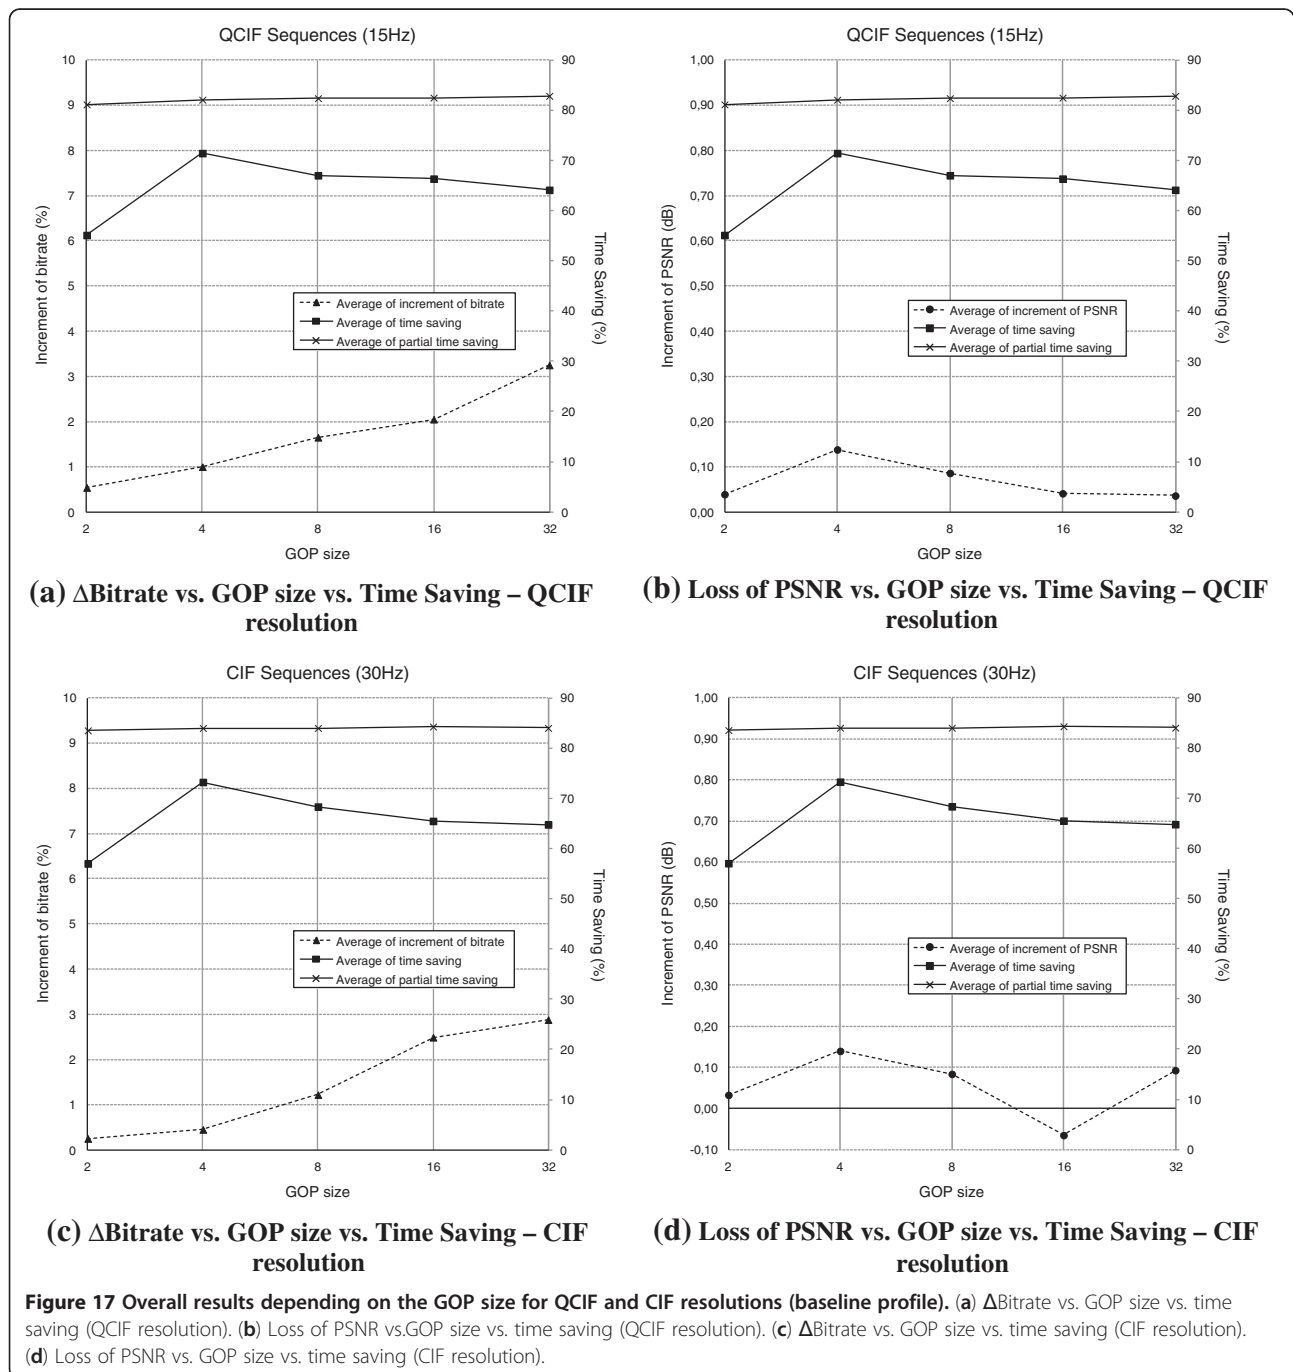 QCIF Sequences (15Hz)
10
9
8
7
6
5
4
3
2
1
0
Increment of bitrate (%)
90
80
70
60
50
40
30
20
10
0
Time Saving (%)
Average of increment of bitrate
Average of time saving
Average of partial time saving
2 4 8 16 32
GOP size
(a) ΔBitrate vs. GOP size vs. Time Saving – QCIF
resolution
QCIF Sequences (15Hz)
1,00
0,90
0,80
0,70
0,60
0,50
0,40
0,30
0,20
0,10
0,00
Increment of PSNR (dB)
90
80
70
60
50
40
30
20
10
0
Time Saving (%)
Average of increment of PSNR
Average of time saving
Average of partial time saving
2 4 8 16 32
GOP size
(b) Loss of PSNR vs. GOP size vs. Time Saving – QCIF
resolution
CIF Sequences (30Hz)
10
9
8
7
6
5
4
3
2
1
0
Increment of bitrate (%)
90
80
70
60
50
40
30
20
10
0
Time Saving (%)
Average of increment of bitrate
Average of time saving
Average of partial time saving
2 4 8 16 32
GOP size
(c) ΔBitrate vs. GOP size vs. Time Saving – CIF
resolution
CIF Sequences (30Hz)
1,00
0,90
0,80
0,70
0,60
0,50
0,40
0,30
0,20
0,10
0,00
-0,10
Increment of PSNR (dB)
90
80
70
60
50
40
30
20
10
0
Time Saving (%)
Average of increment of PSNR
Average of time saving
Average of partial time saving
2 4 8 16 32
GOP size
(d) Loss of PSNR vs. GOP size vs. Time Saving – CIF
resolution
Figure 17 Overall results depending on the GOP size for QCIF and CIF resolutions (baseline profile). (a) ΔBitrate vs. GOP size vs. time
saving (QCIF resolution). (b) Loss of PSNR vs.GOP size vs. time saving (QCIF resolution). (c) ΔBitrate vs. GOP size vs. time saving (CIF resolution).
(d) Loss of PSNR vs. GOP size vs. time saving (CIF resolution).